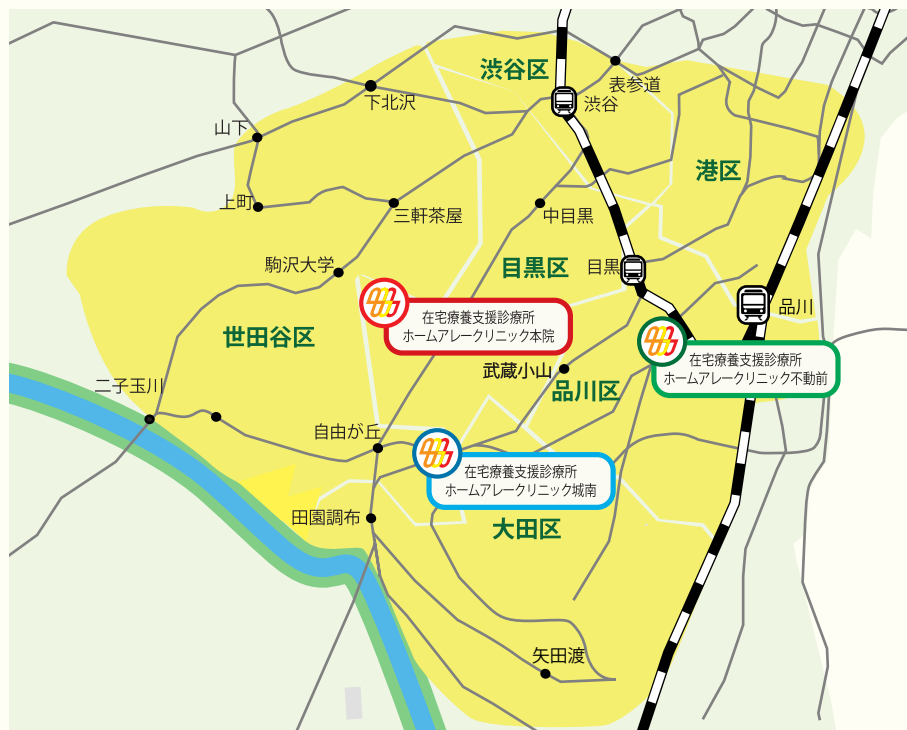 渋谷区
表参道
下北沢
渋谷
山下
港区
上町
三軒茶屋
中目黒
駒沢大学
目黒区
目黒
品川
世田谷区
在宅療養支援診療所
ホームアレークリニック本院
在宅療養支援診療所
ホームアレークリニック不動前
武蔵小山
品川区
二子玉川
自由が丘
在宅療養支援診療所
ホームアレークリニック城南
田園調布
大田区
矢田渡